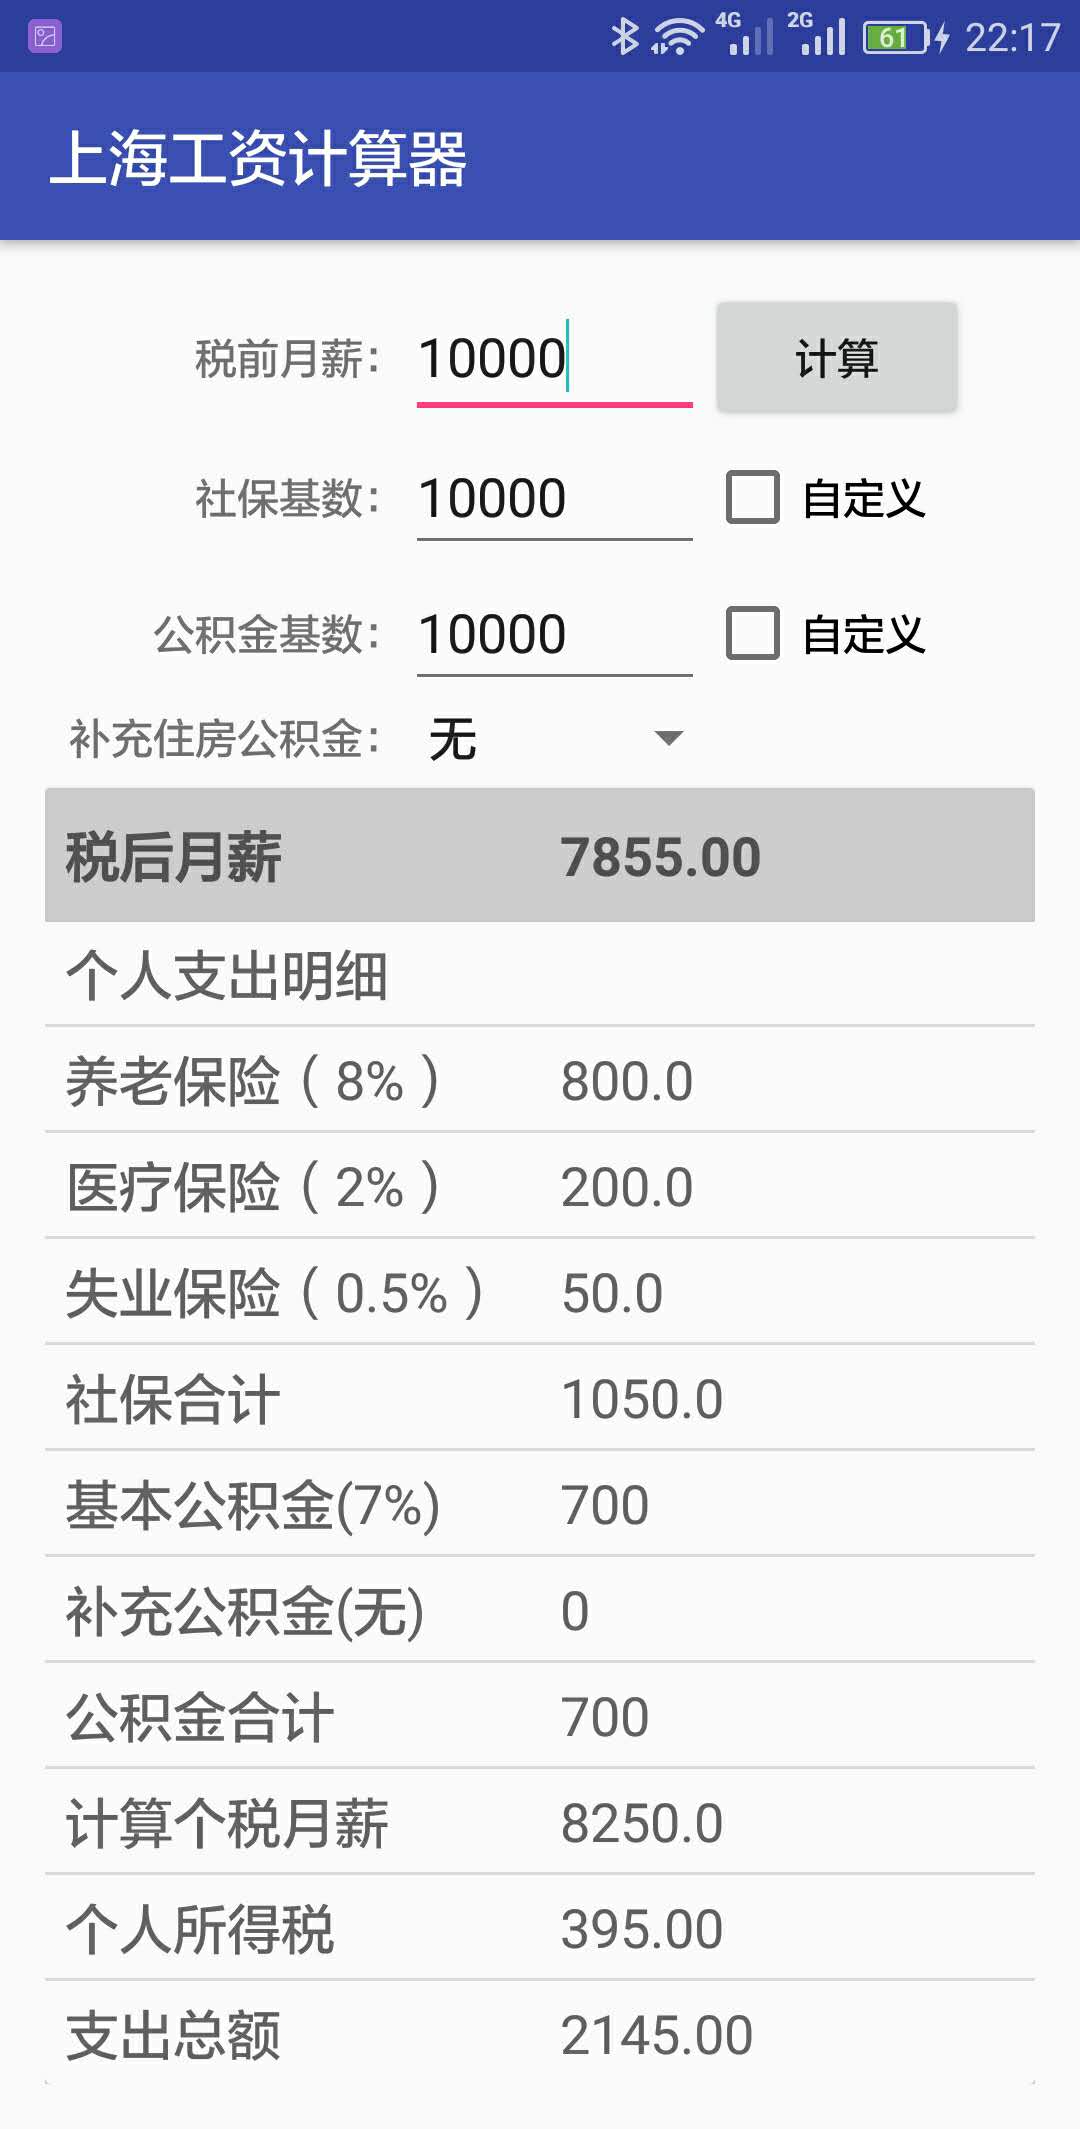 4G 2G 61 22:17
上海工资计算器
税前月薪： 10000 计算
社保基数： 10000 自定义
公积金基数： 10000 自定义
补充住房公积金： 无
税后月薪 7855.00
个人支出明细
养老保险（8%） 800.0
医疗保险（2%） 200.0
失业保险（0.5%） 50.0
社保合计 1050.0
基本公积金(7%) 700
补充公积金(无) 0
公积金合计 700
计算个税月薪 8250.0
个人所得税 395.00
支出总额 2145.00